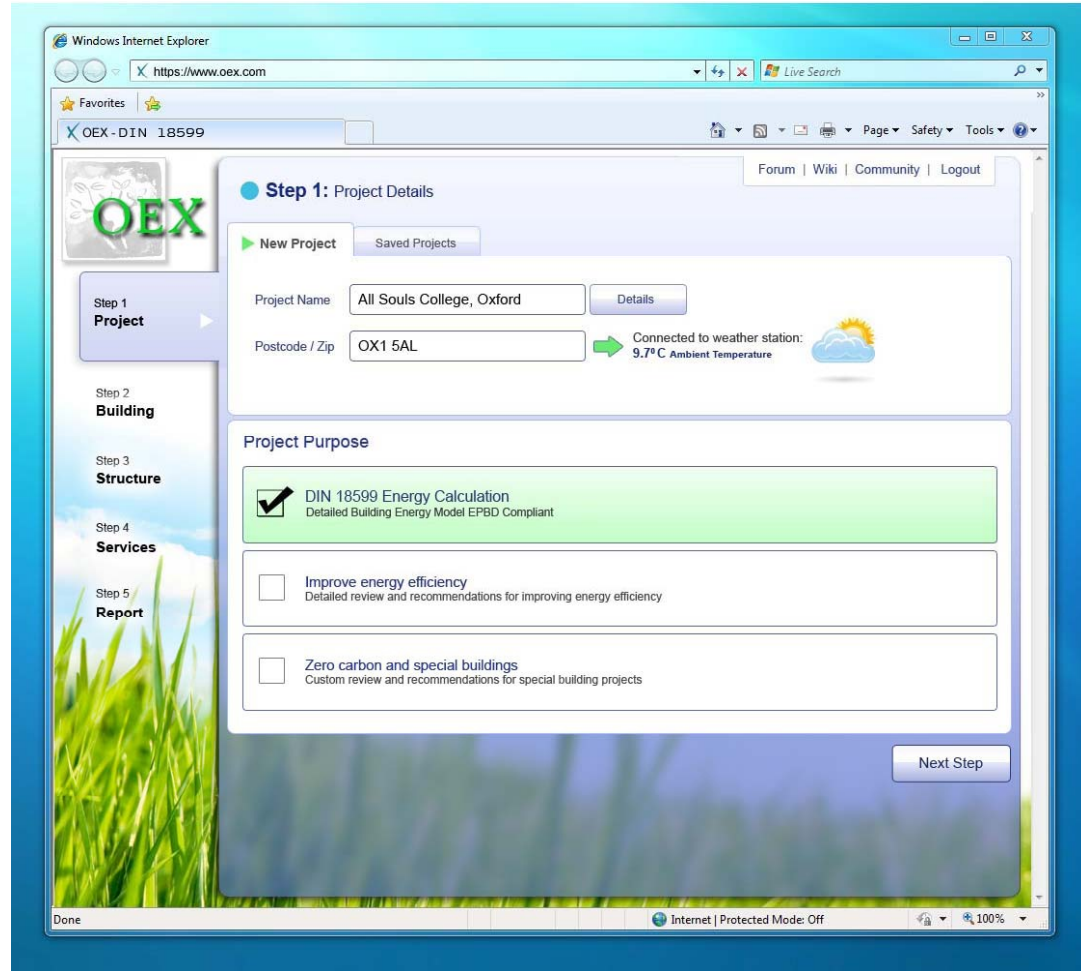 Windows Internet Explorer
https://www.oex.com
Live Search
Favorites
OEX-DIN 18599
Page Safety Tools
OEX
Forum | Wiki | Community | Logout
Step 1: Project Details
New Project
Saved Projects
Step 1
Project
Project Name
All Souls College, Oxford
Details
Postcode / Zip
OX1 5AL
Connected to weather station:
9.7ºC Ambient Temperature
Step 2
Building
Step 3
Structure
Step 4
Services
Step 5
Report
Project Purpose
DIN 18599 Energy Calculation
Detailed Building Energy Model EPBD Compliant
Improve energy efficiency
Detailed review and recommendations for improving energy efficiency
Zero carbon and special buildings
Custom review and recommendations for special building projects
Next Step
Done
Internet | Protected Mode: Off
100%